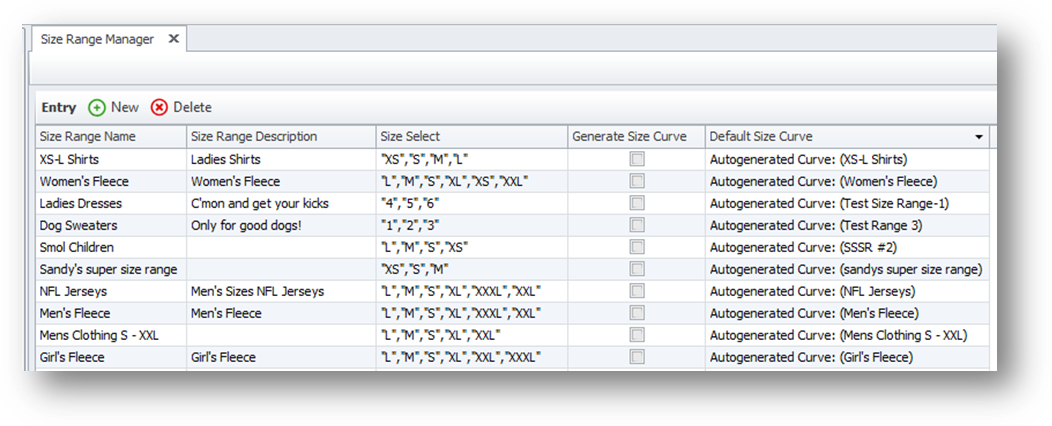 Size Range Manager
Entry New Delete
Size Range Name Size Range Description Size Select Generate Size Curve Default Size Curve
XS-L Shirts Ladies Shirts "XS","S","M","L" Autogenerated Curve: (XS-L Shirts)
Women's Fleece Women's Fleece "L","M","S","XL","XS","XXL" Autogenerated Curve: (Women's Fleece)
Ladies Dresses C'mon and get your kicks "4","5","6" Autogenerated Curve: (Test Size Range-1)
Dog Sweaters Only for good dogs! "1","2","3" Autogenerated Curve: (Test Range 3)
Smol Children "L","M","S","XS" Autogenerated Curve: (SSSR #2)
Sandy's super size range "XS","S","M" Autogenerated Curve: (sandys super size range)
NFL Jerseys Men's Sizes NFL Jerseys "L","M","S","XL","XXXL","XXL" Autogenerated Curve: (NFL Jerseys)
Men's Fleece Men's Fleece "L","M","S","XL","XXXL","XXL" Autogenerated Curve: (Men's Fleece)
Mens Clothing S - XXL "L","M","S","XL","XXL" Autogenerated Curve: (Mens Clothing S - XXL)
Girl's Fleece Girl's Fleece "L","M","S","XL","XXL","XXXL" Autogenerated Curve: (Girl's Fleece)